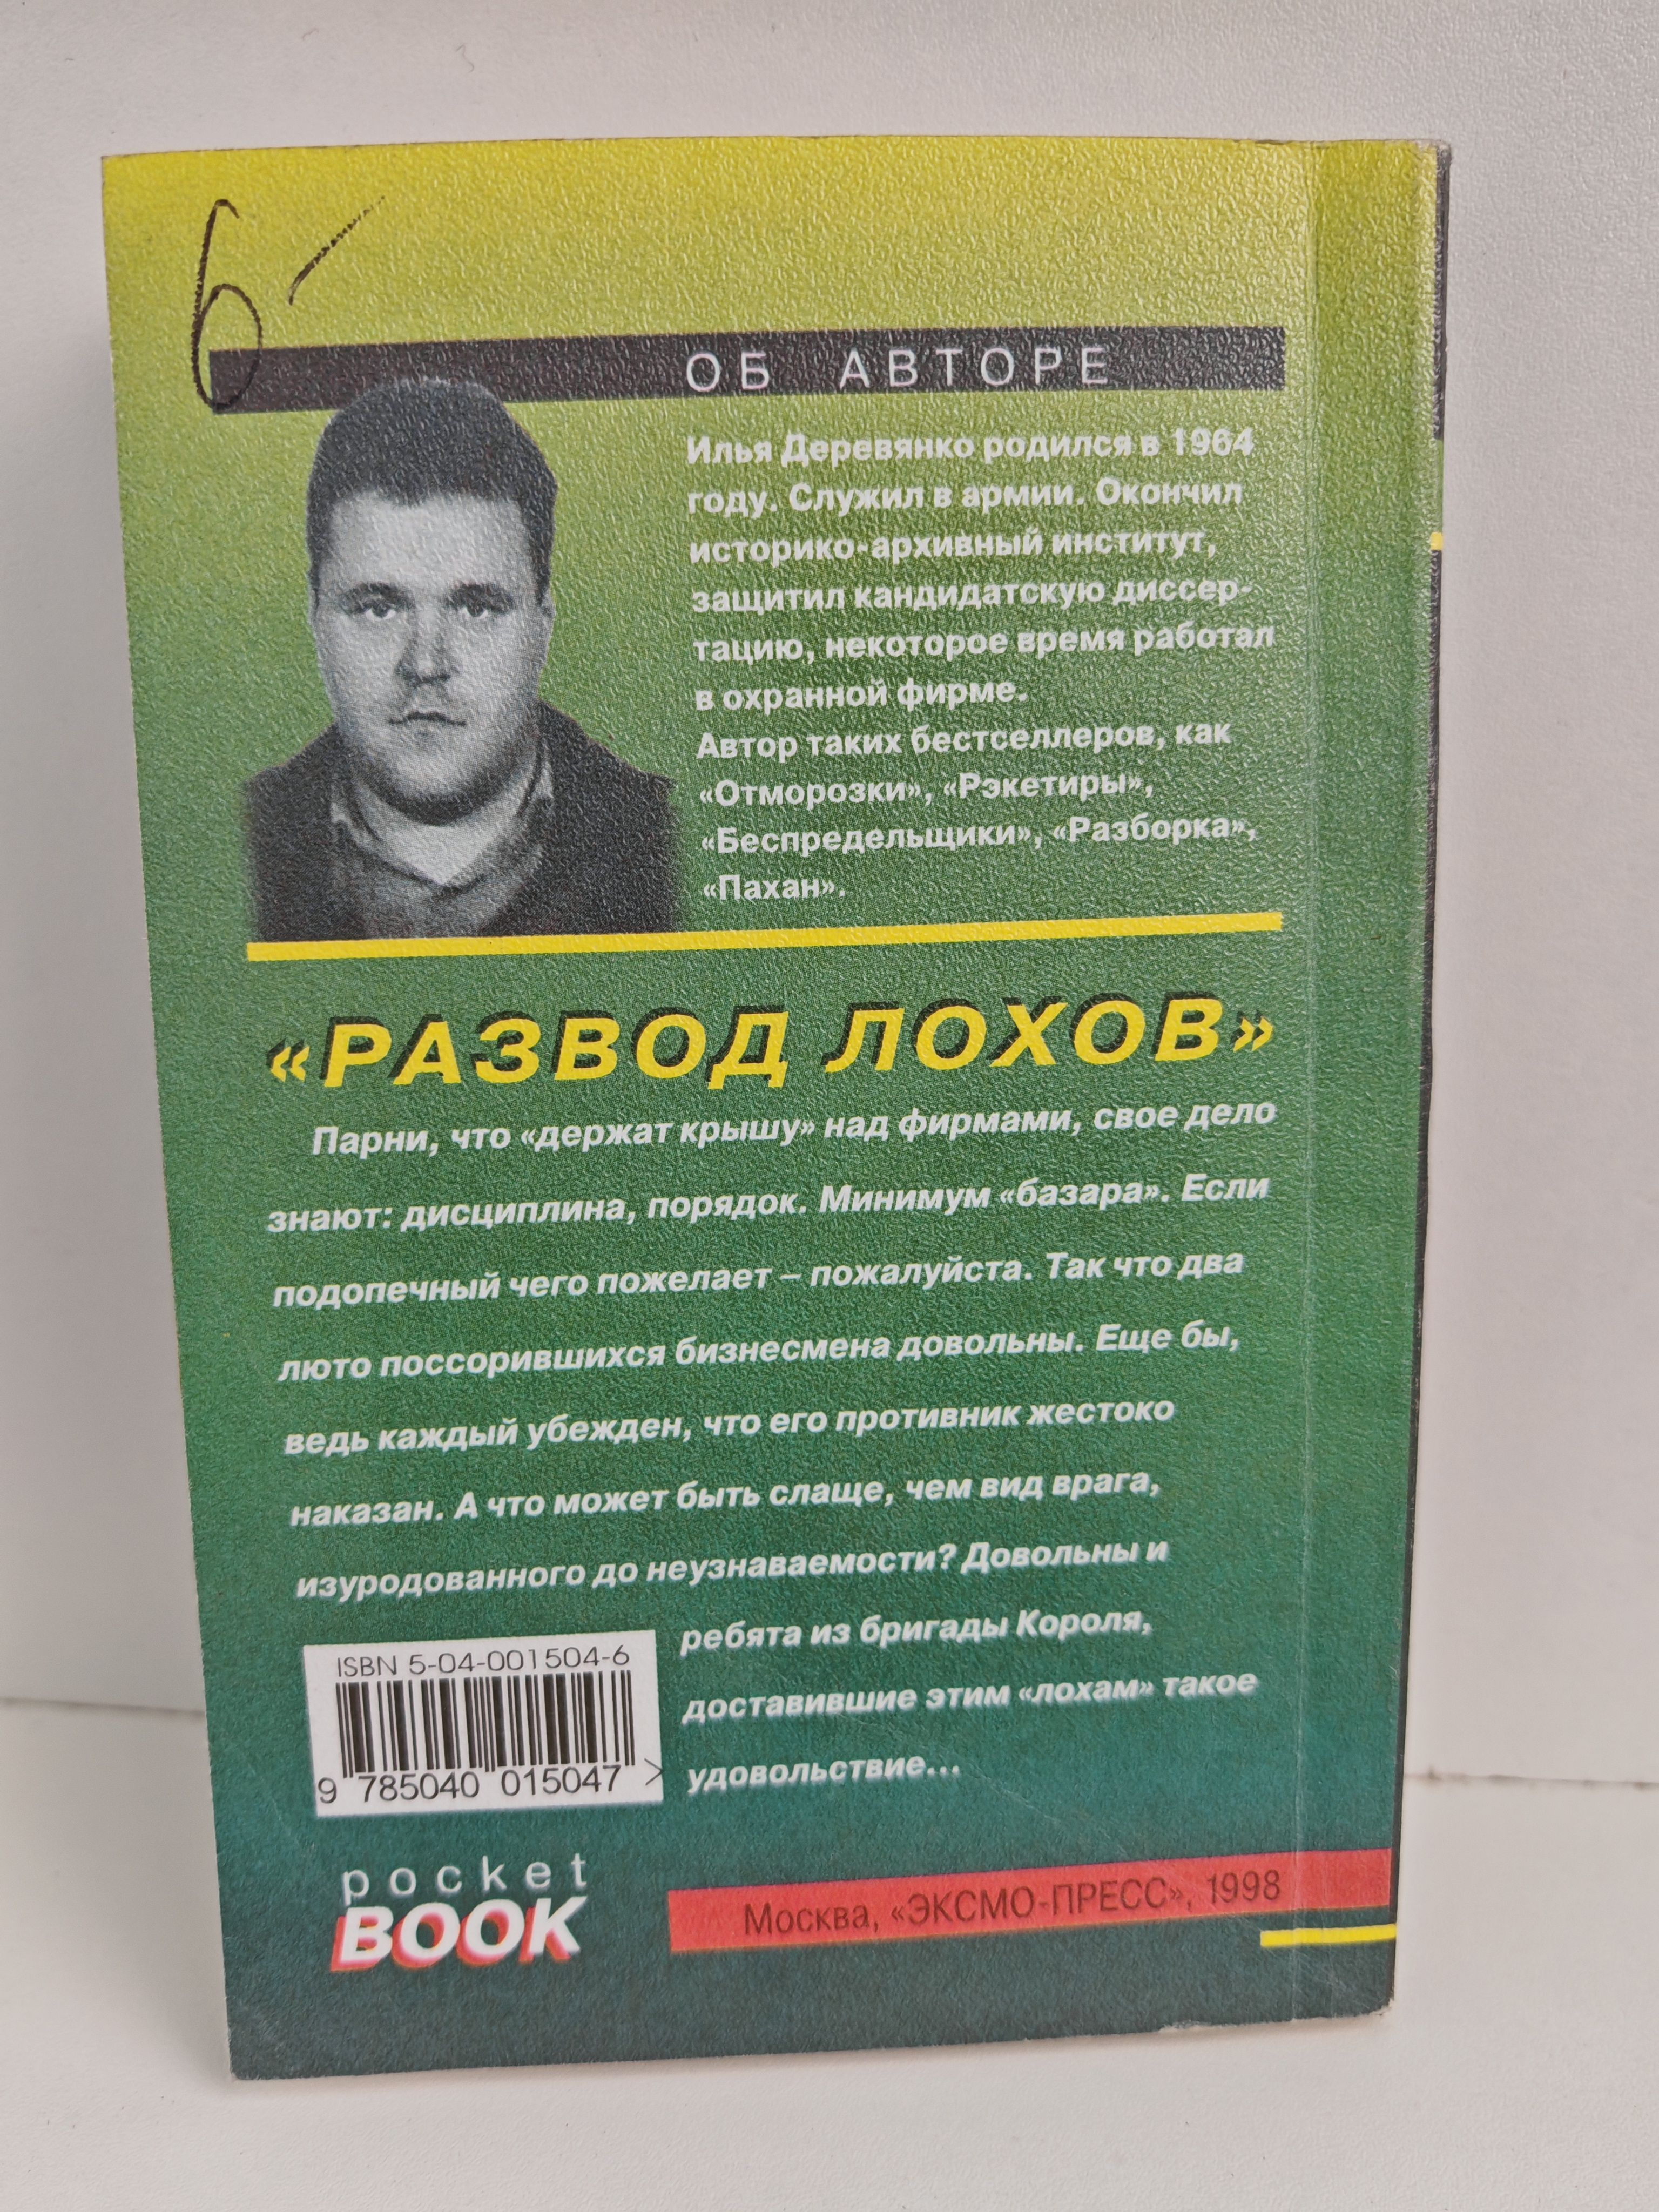 6-
ОБ АВТОРЕ
Илья Деревянко родился в 1964
году. Служил в армии. Окончил
историко-архивный институт,
защитил кандидатскую диссер-
тацию, некоторое время работал
в охранной фирме.
Автор таких бестселлеров, как
«Отморозки», «Рэкетиры»,
«Беспредельщики», «Разборка»,
«Пахан».
«РАЗВОД ЛОХОВ»
Парни, что «держат крышу» над фирмами, свое дело
знают: дисциплина, порядок. Минимум «базара». Если
подопечный чего пожелает – пожалуйста. Так что два
люто поссорившихся бизнесмена довольны. Еще бы,
ведь каждый убежден, что его противник жестоко
наказан. А что может быть слаще, чем вид врага,
изуродованного до неузнаваемости? Довольны и
ребята из бригады Короля,
доставившие этим «лохам» такое
удовольствие...
ISBN 5-04-001504-6
9 785040 015047 >
pocket
BOOK
Москва, «ЭКСМО-ПРЕСС», 1998